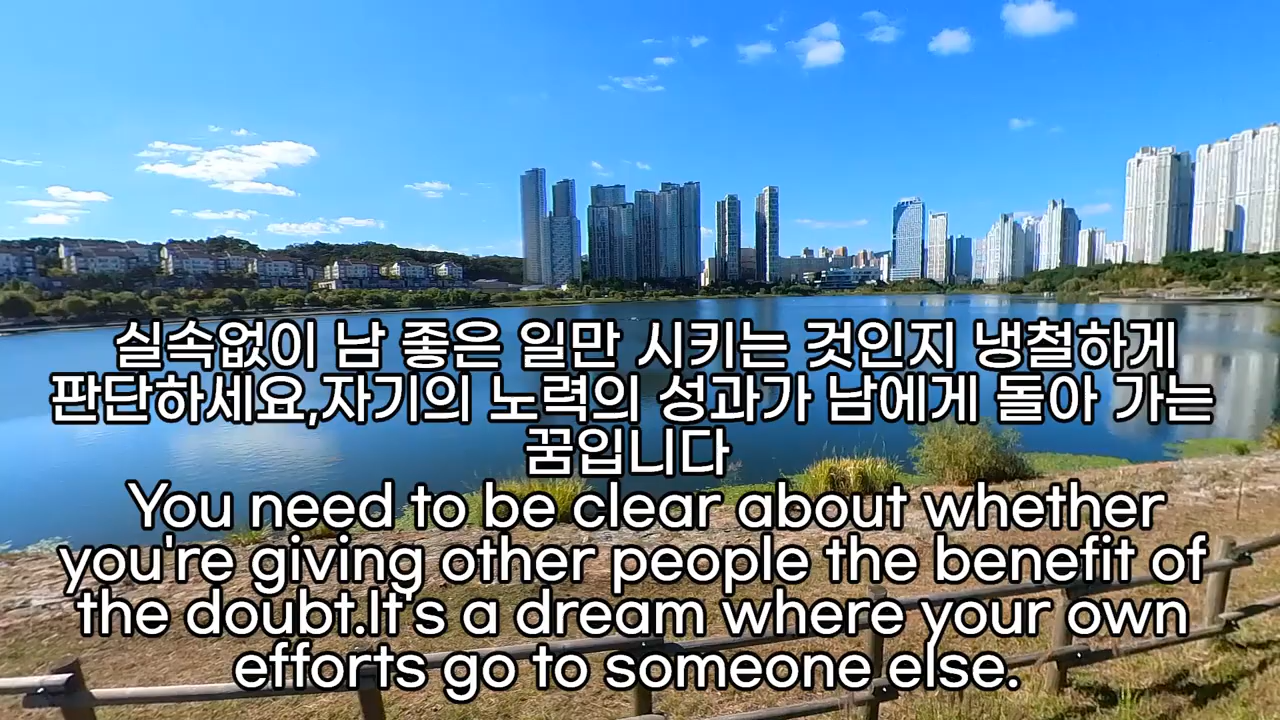 실속없이 남 좋은 일만 시키는 것인지 냉철하게
판단하세요,자기의 노력의 성과가 남에게 돌아 가는
꿈입니다
You need to be clear about whether
you're giving other people the benefit of
the doubt.It's a dream where your own
efforts go to someone else.